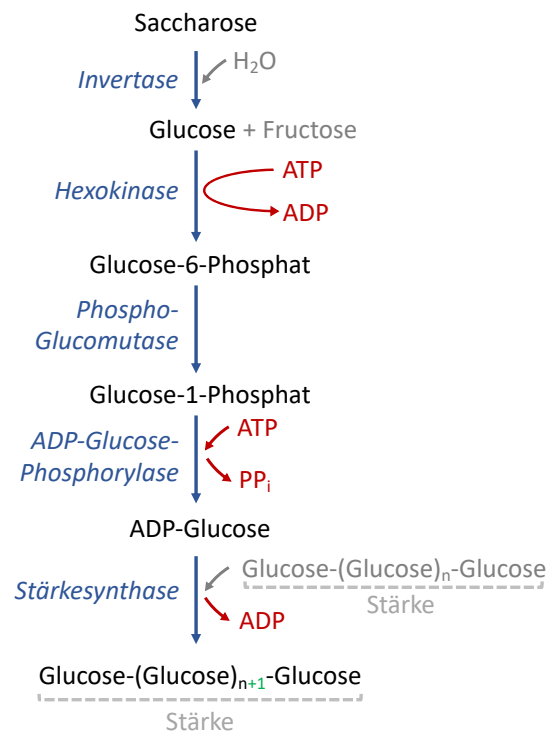 Saccharose
Invertase
H₂O
Glucose + Fructose
Hexokinase
ATP
ADP
Glucose-6-Phosphat
Phospho-
Glucomutase
Glucose-1-Phosphat
ADP-Glucose-
Phosphorylase
ATP
PPᵢ
ADP-Glucose
Stärkesynthase
Glucose-(Glucose)ₙ-Glucose
Stärke
ADP
Glucose-(Glucose)ₙ₊₁-Glucose
Stärke